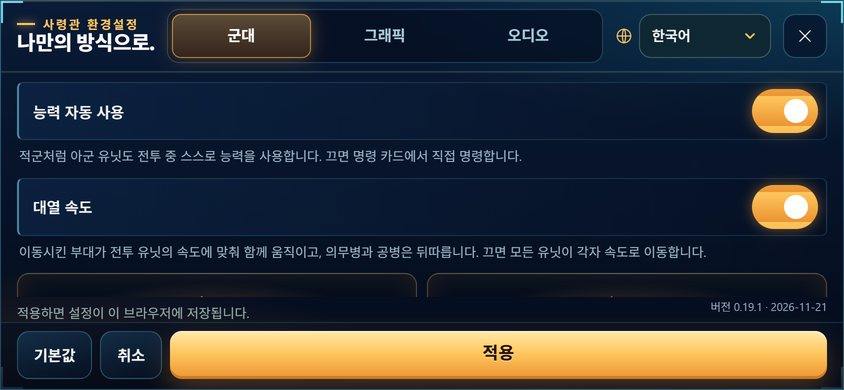 사령관 환경설정
나만의 방식으로.
군대
그래픽
오디오
한국어
능력 자동 사용
적군처럼 아군 유닛도 전투 중 스스로 능력을 사용합니다. 끄면 명령 카드에서 직접 명령합니다.
대열 속도
이동시킨 부대가 전투 유닛의 속도에 맞춰 함께 움직이고, 의무병과 공병은 뒤따릅니다. 끄면 모든 유닛이 각자 속도로 이동합니다.
적용하면 설정이 이 브라우저에 저장됩니다.
버전 0.19.1 · 2026-11-21
기본값
취소
적용